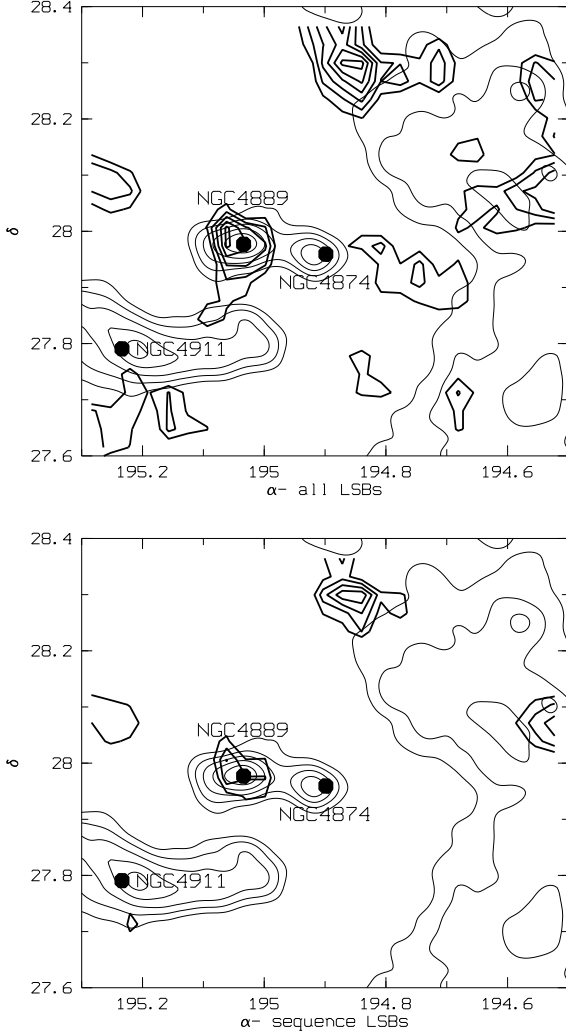 28.4
28.2
δ
28
27.8
27.6
NGC4889
NGC4874
NGC4911
195.2 195 194.8 194.6
α- all LSBs
28.4
28.2
δ
28
27.8
27.6
NGC4889
NGC4874
NGC4911
195.2 195 194.8 194.6
α- sequence LSBs